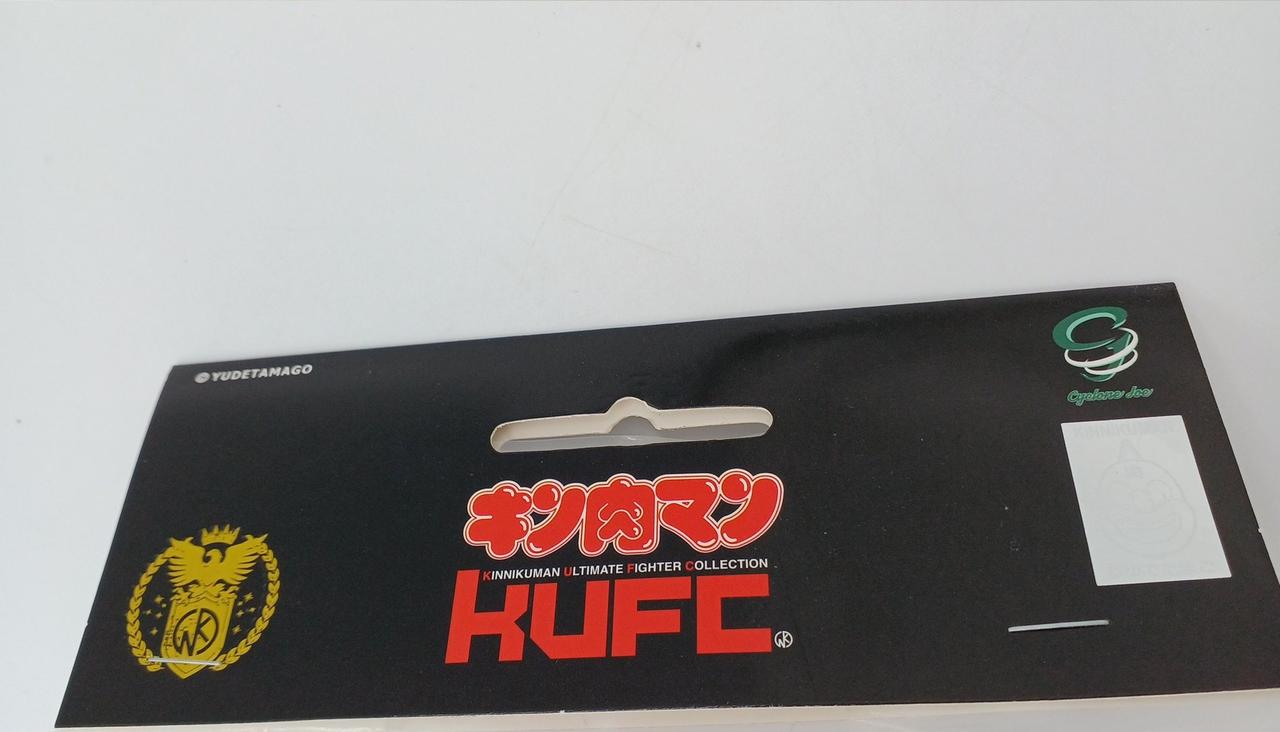 ©YUDETAMAGO
Cyclone Joe
キン肉マン
KINNIKUMAN ULTIMATE FIGHTER COLLECTION
KUFC